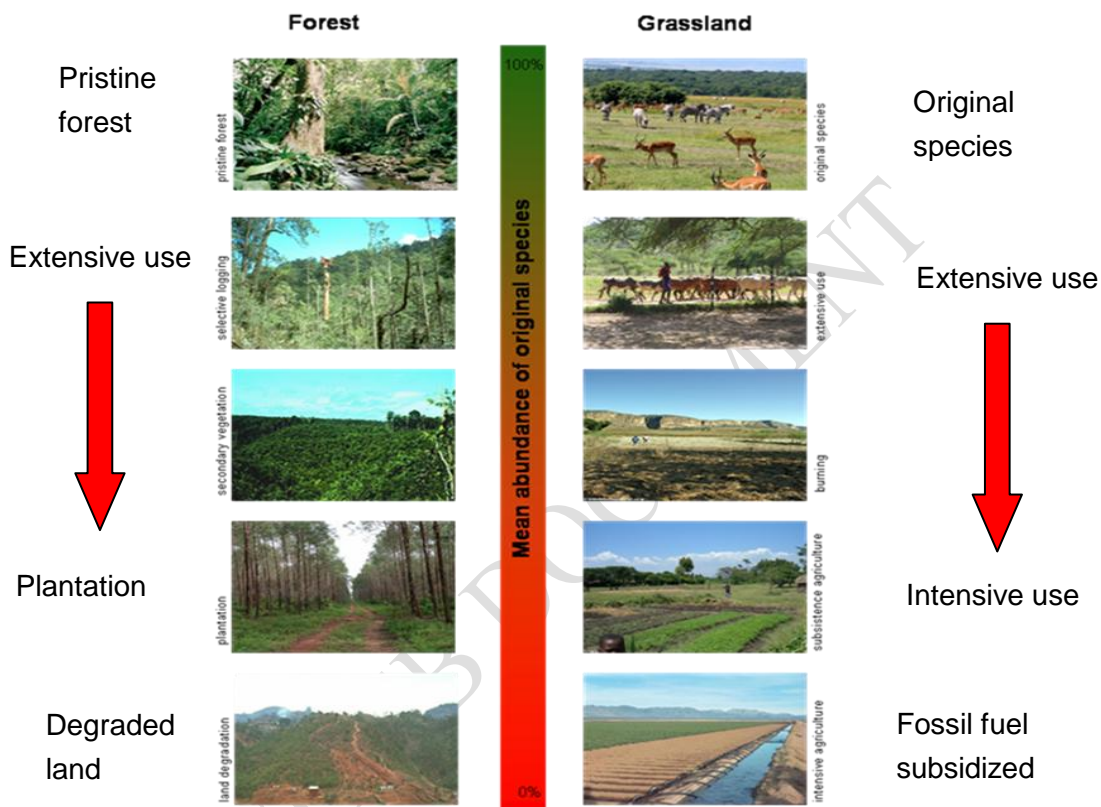 Forest
Grassland
Pristine
forest
pristine forest
100%
original species
Original
species
Extensive use
selective logging
Mean abundance of original species
extensive use
Extensive use
secondary vegetation
burning
Plantation
plantation
subsistence agriculture
Intensive use
Degraded
land
land degradation
0%
intensive agriculture
Fossil fuel
subsidized
B DOCUMENT